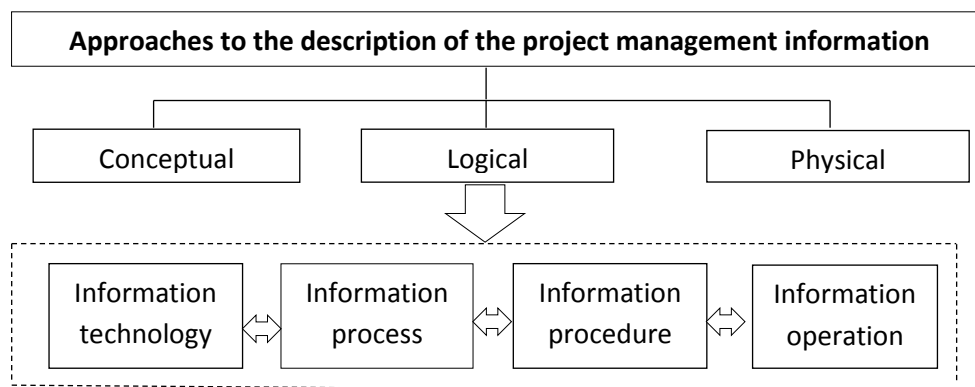 Approaches to the description of the project management information
Conceptual
Logical
Physical
Information
technology
Information
process
Information
procedure
Information
operation